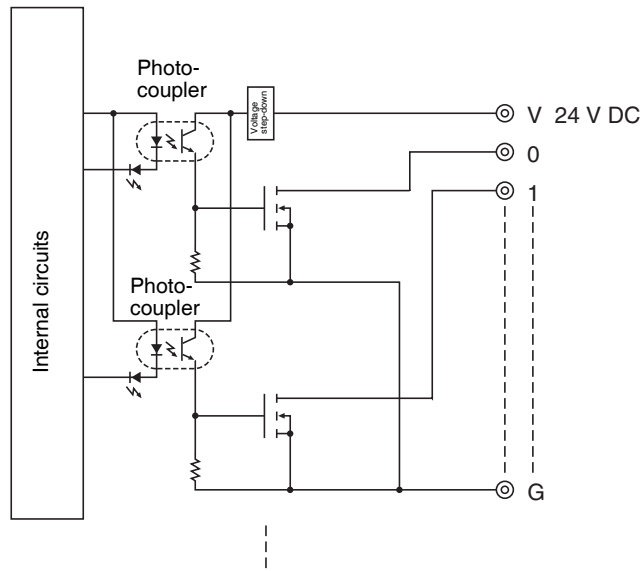 Photo-
coupler
Voltage
step-down
V 24 V DC
0
1
Internal circuits
Photo-
coupler
G